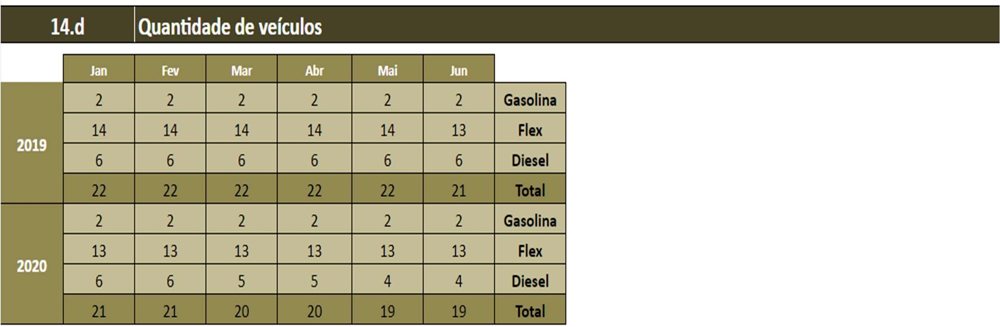 14.d Quantidade de veículos
Jan Fev Mar Abr Mai Jun
2 2 2 2 2 2 Gasolina
14 14 14 14 14 13 Flex
2019
6 6 6 6 6 6 Diesel
22 22 22 22 22 21 Total
2 2 2 2 2 2 Gasolina
13 13 13 13 13 13 Flex
2020
6 6 5 5 4 4 Diesel
21 21 20 20 19 19 Total